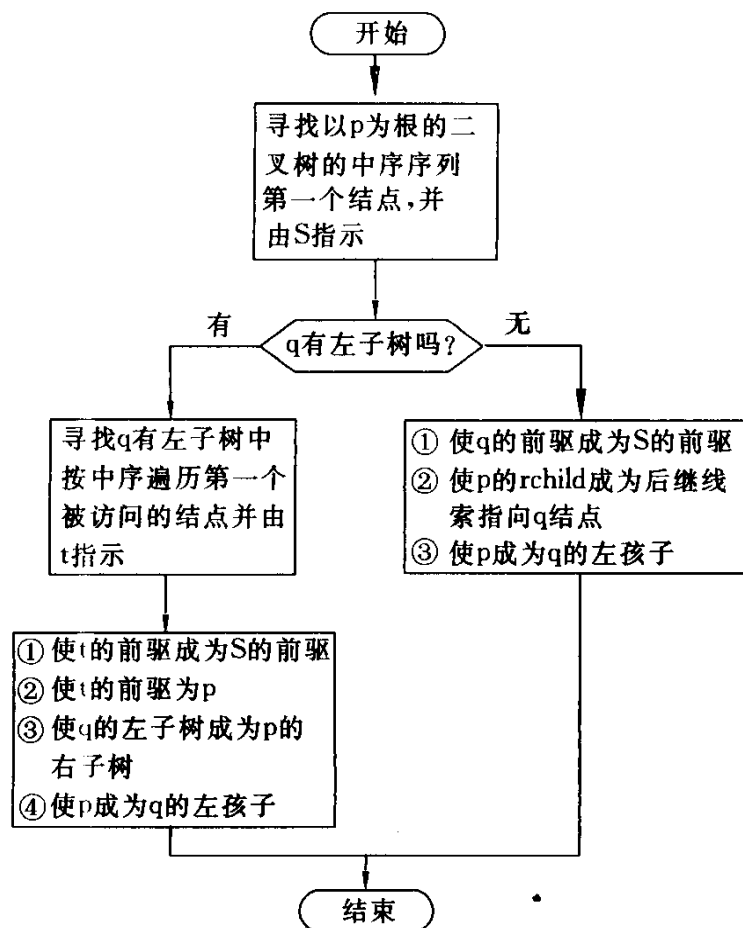 开始
寻找以p为根的二
叉树的中序序列
第一个结点,并
由S指示
有
q有左子树吗?
无
寻找q有左子树中
按中序遍历第一个
被访问的结点并由
t指示
① 使q的前驱成为S的前驱
② 使p的rchild成为后继线
索指向q结点
③ 使p成为q的左孩子
① 使t的前驱成为S的前驱
② 使t的前驱为p
③ 使q的左子树成为p的
右子树
④ 使p成为q的左孩子
结束